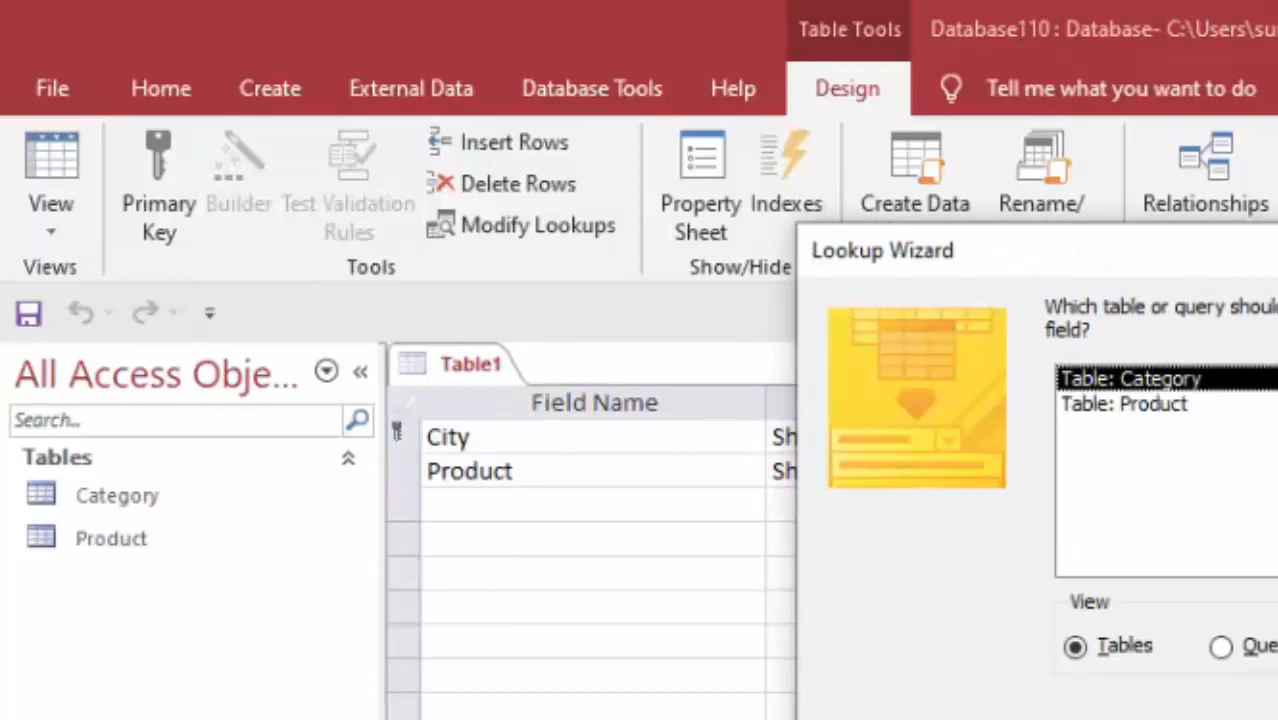 Table Tools
Database110 : Database- C:\Users\su
File Home Create External Data Database Tools Help Design Tell me what you want to do
View
Views
Primary Key
Builder
Test Validation Rules
Insert Rows
Delete Rows
Modify Lookups
Tools
Property Sheet
Indexes
Show/Hide
Create Data
Rename/
Relationships
Lookup Wizard
Which table or query shoul
field?
Table: Category
Table: Product
View
Tables
Que
All Access Obje...
Search...
Tables
Category
Product
Table1
Field Name
City Sh
Product Sh